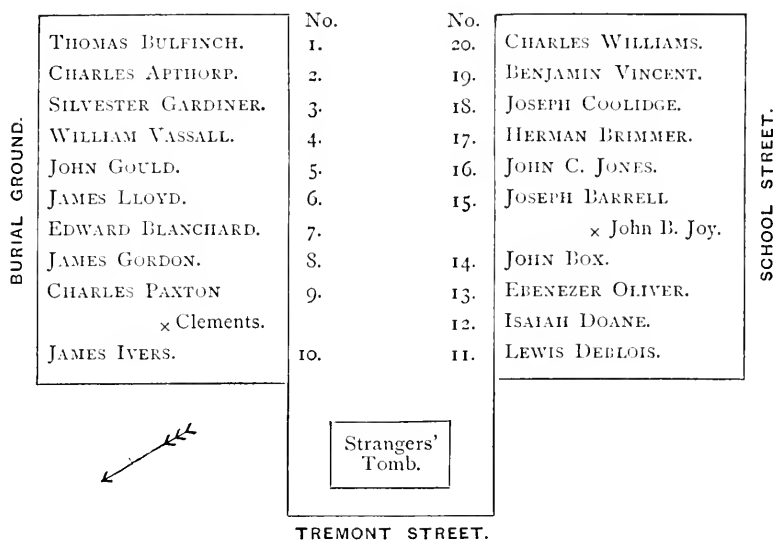 No. No.
THOMAS BULFINCH. 1. 20. CHARLES WILLIAMS.
CHARLES APTHORP. 2. 19. BENJAMIN VINCENT.
SILVESTER GARDINER. 3. 18. JOSEPH COOLIDGE.
WILLIAM VASSALL. 4. 17. HERMAN BRIMMER.
JOHN GOULD. 5. 16. JOHN C. JONES.
JAMES LLOYD. 6. 15. JOSEPH BARRELL
EDWARD BLANCHARD. 7. × John B. Joy.
JAMES GORDON. 8. 14. JOHN BOX.
CHARLES PAXTON 9. 13. EBENEZER OLIVER.
× Clements. 12. ISAIAH DOANE.
JAMES IVERS. 10. 11. LEWIS DEBLOIS.
BURIAL GROUND.
SCHOOL STREET.
Strangers'
Tomb.
TREMONT STREET.